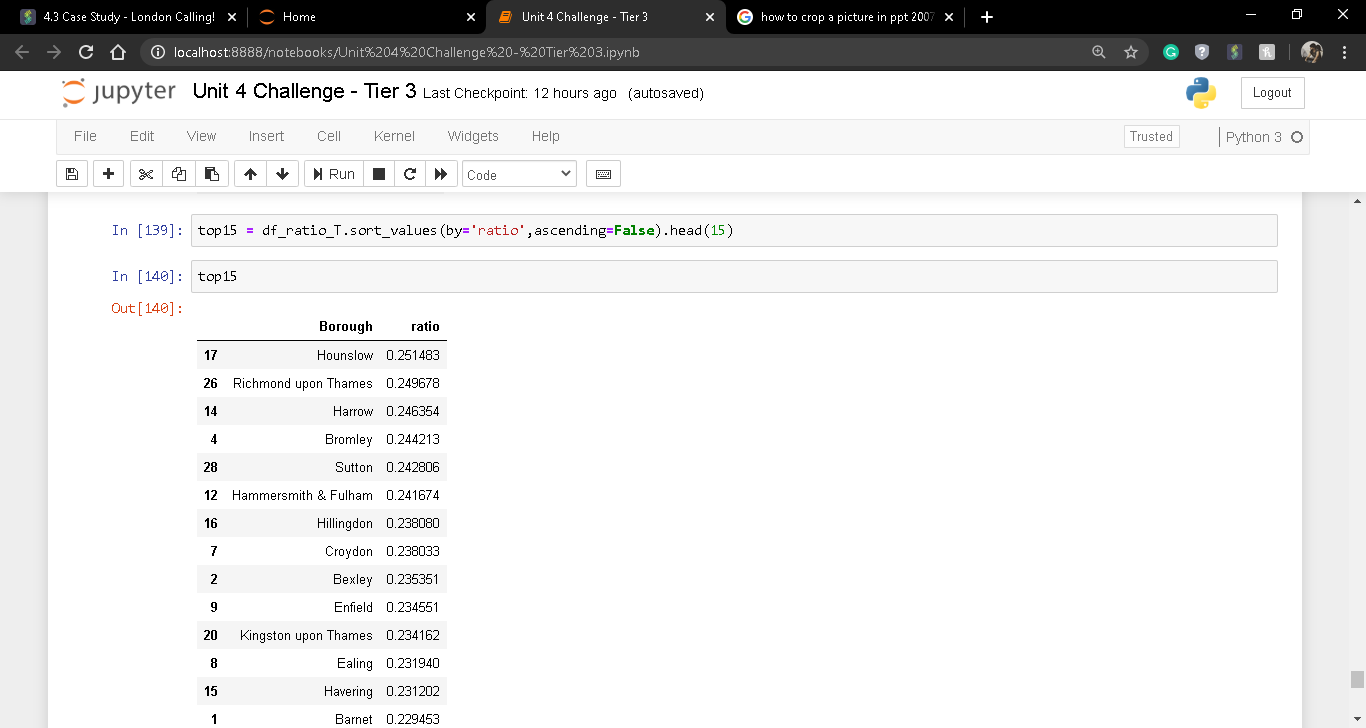 4.3 Case Study - London Calling!
Home
Unit 4 Challenge - Tier 3
how to crop a picture in ppt 2007
localhost:8888/notebooks/Unit%204%20Challenge%20-%20Tier%203.ipynb
jupyter Unit 4 Challenge - Tier 3 Last Checkpoint: 12 hours ago (autosaved)
Logout
File Edit View Insert Cell Kernel Widgets Help
Trusted
Python 3
Run
Code
In [139]: top15 = df_ratio_T.sort_values(by='ratio',ascending=False).head(15)
In [140]: top15
Out[140]:
Borough ratio
17 Hounslow 0.251483
26 Richmond upon Thames 0.249678
14 Harrow 0.246354
4 Bromley 0.244213
28 Sutton 0.242806
12 Hammersmith & Fulham 0.241674
16 Hillingdon 0.238080
7 Croydon 0.238033
2 Bexley 0.235351
9 Enfield 0.234551
20 Kingston upon Thames 0.234162
8 Ealing 0.231940
15 Havering 0.231202
1 Barnet 0.229453